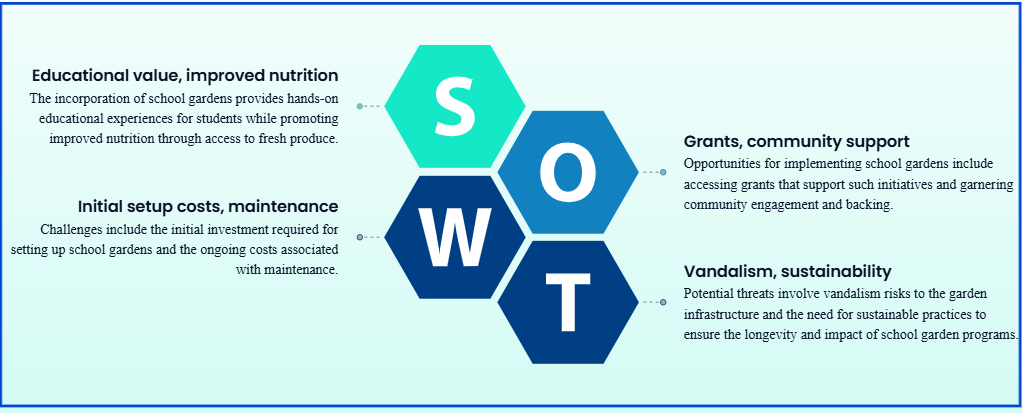 Educational value, improved nutrition
The incorporation of school gardens provides hands-on
educational experiences for students while promoting
improved nutrition through access to fresh produce.
S
O
Grants, community support
Opportunities for implementing school gardens include
accessing grants that support such initiatives and garnering
community engagement and backing.
Initial setup costs, maintenance
Challenges include the initial investment required for
setting up school gardens and the ongoing costs associated
with maintenance.
W
T
Vandalism, sustainability
Potential threats involve vandalism risks to the garden
infrastructure and the need for sustainable practices to
ensure the longevity and impact of school garden programs.